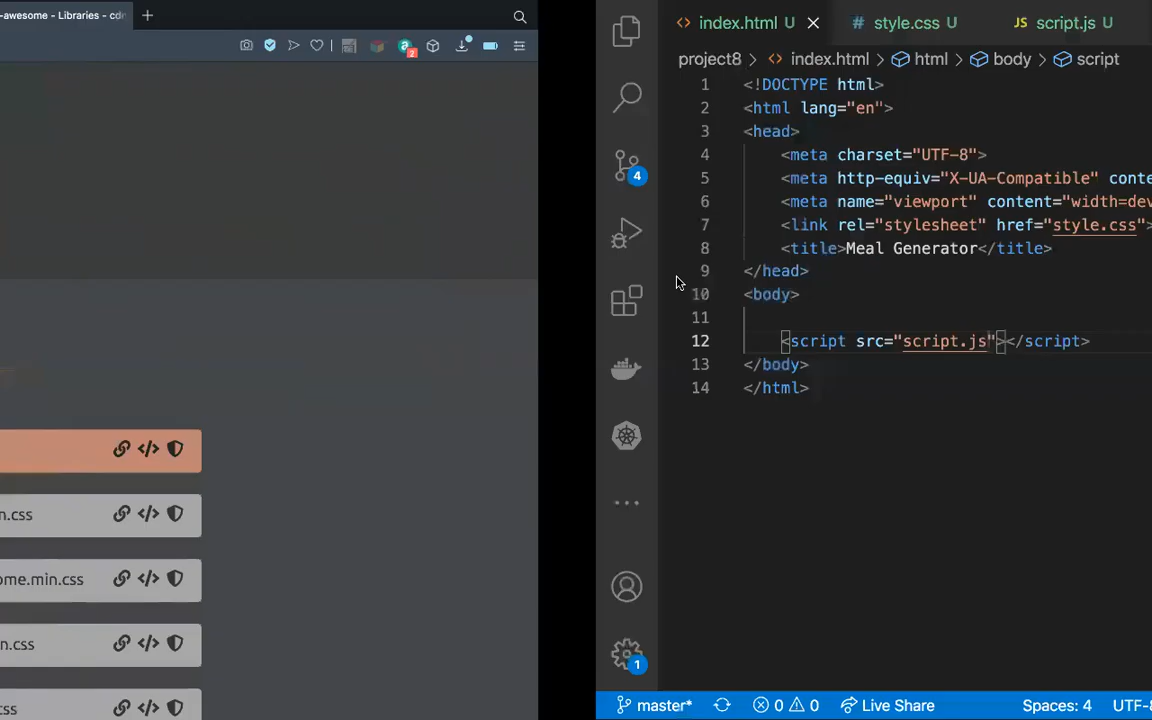 -awesome - Libraries - cdn
2
n.css
ome.min.css
n.css
css
index.html U
# style.css U
JS script.js U
project8 > index.html > html > body > script
1 <!DOCTYPE html>
2 <html lang="en">
3 <head>
4 <meta charset="UTF-8">
5 <meta http-equiv="X-UA-Compatible" conte
6 <meta name="viewport" content="width=dev
7 <link rel="stylesheet" href="style.css">
8 <title>Meal Generator</title>
9 </head>
10 <body>
11
12 <script src="script.js"></script>
13 </body>
14 </html>
4
1
master* 0 0 Live Share Spaces: 4 UTF-8